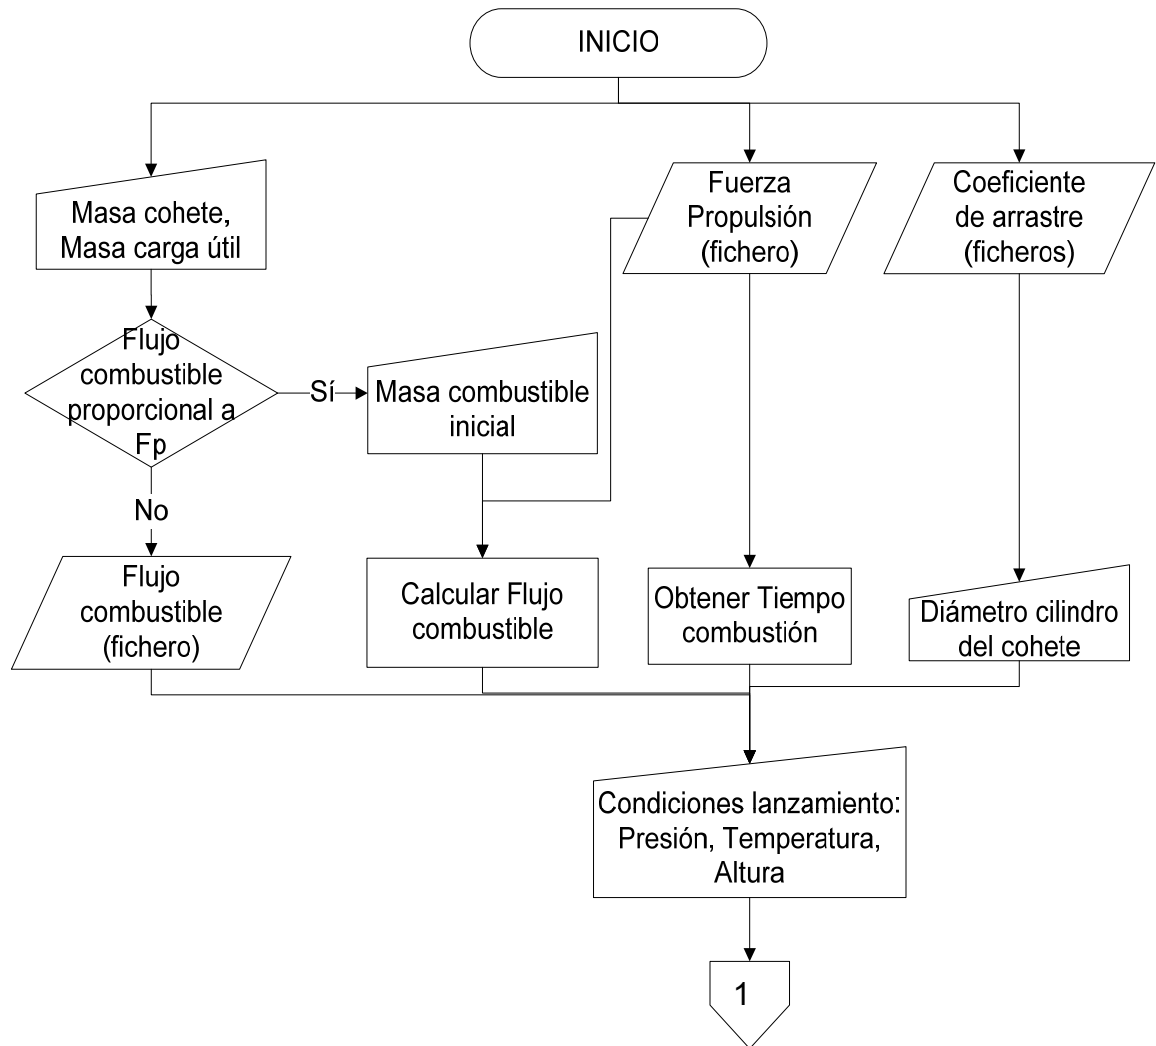 INICIO
Masa cohete,
Masa carga útil
Fuerza
Propulsión
(fichero)
Coeficiente
de arrastre
(ficheros)
Flujo
combustible
proporcional a
Fp
Sí
Masa combustible
inicial
No
Flujo
combustible
(fichero)
Calcular Flujo
combustible
Obtener Tiempo
combustión
Diámetro cilindro
del cohete
Condiciones lanzamiento:
Presión, Temperatura,
Altura
1